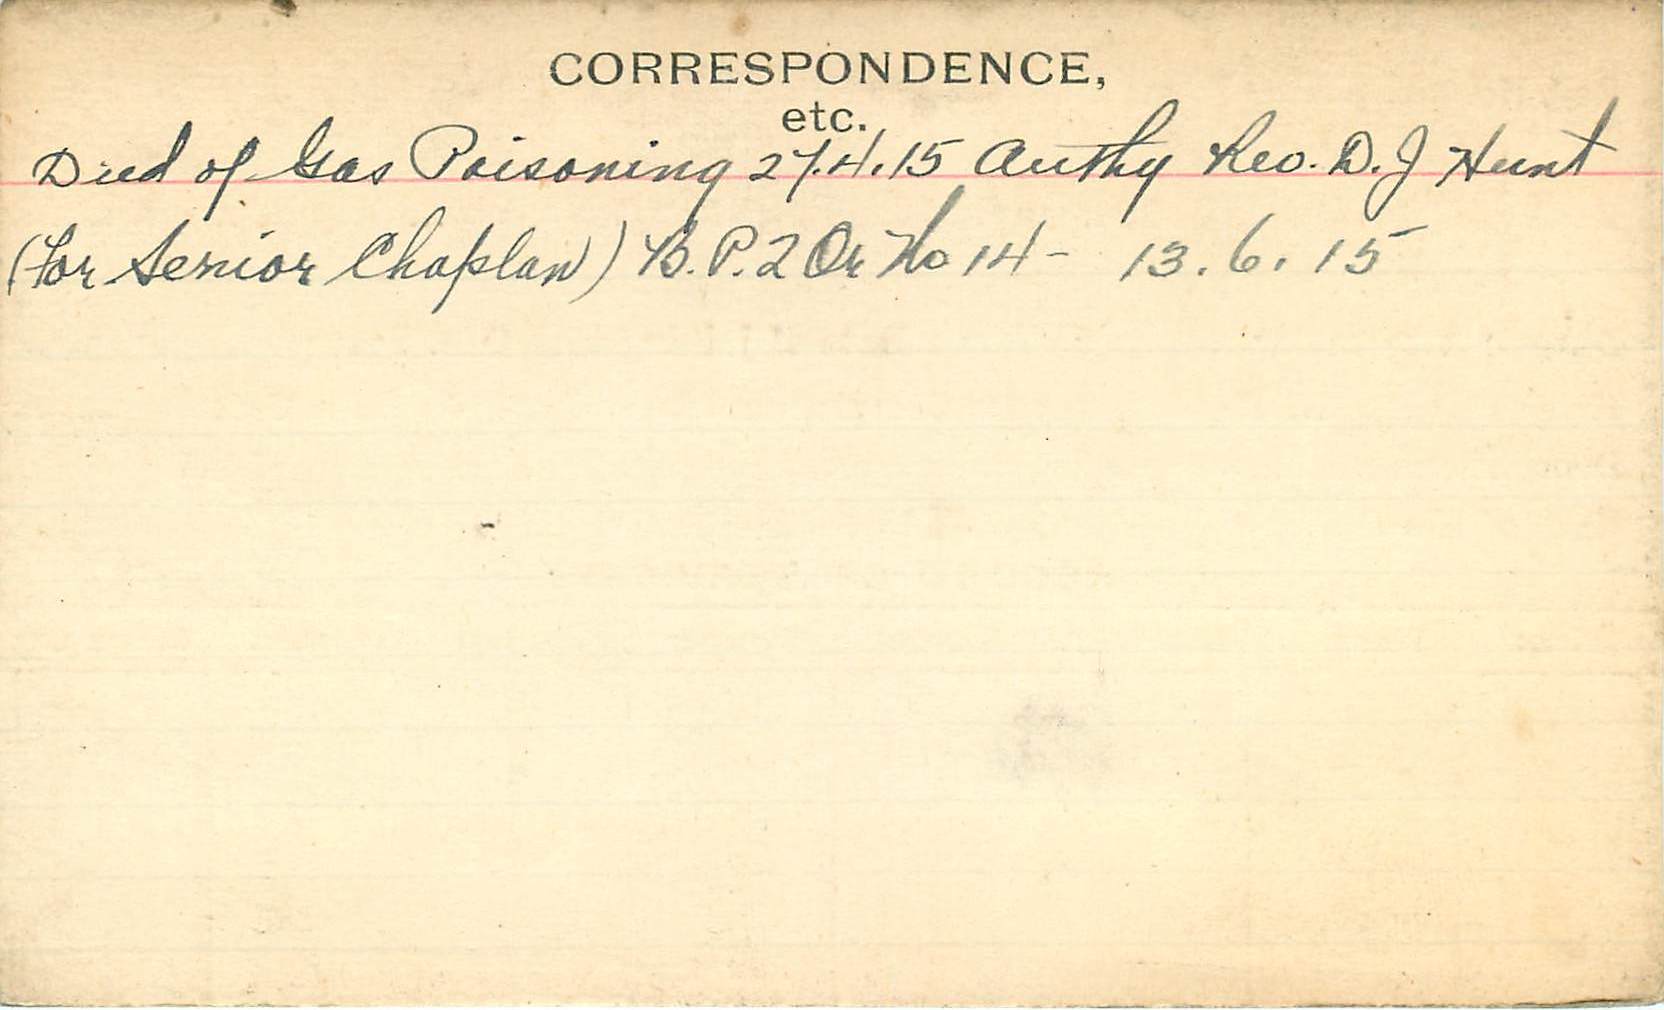 CORRESPONDENCE,
etc.
Died of Gas Poisoning 27.4.15 Authy Rev. D.J Hunt
(For Senior Chaplan) B.P.2 Or No 14 - 13.6.15